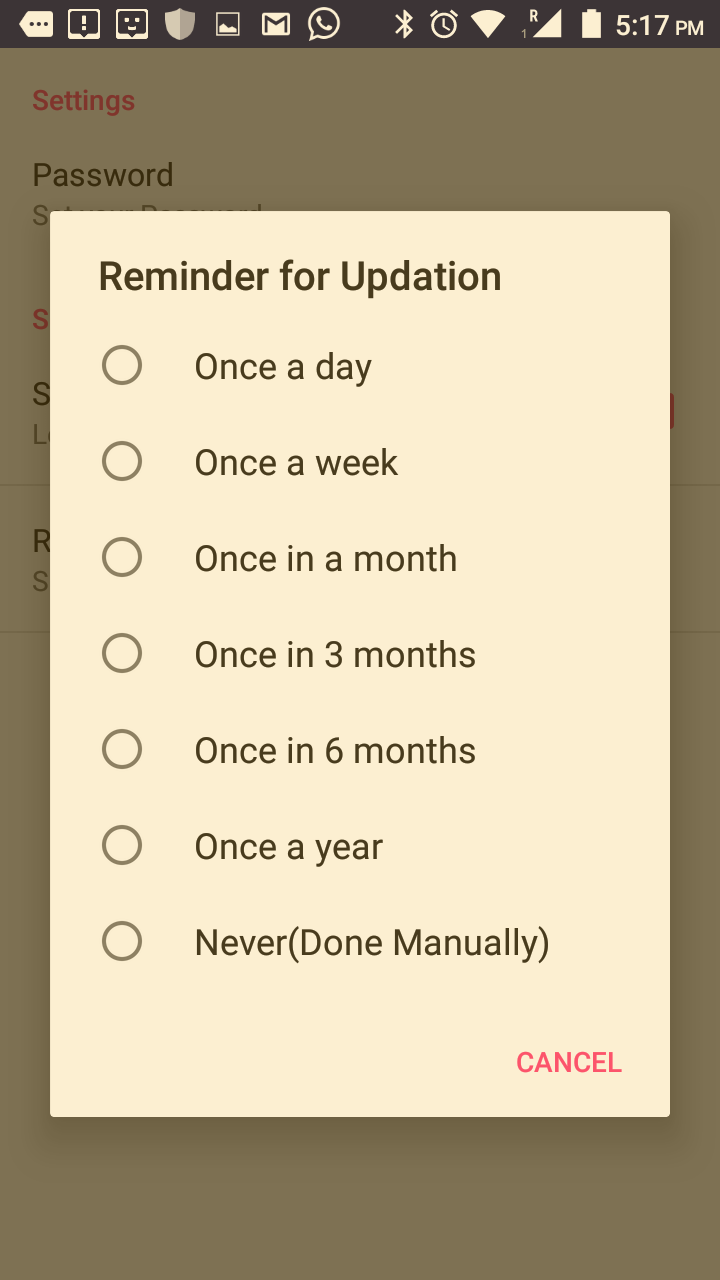 5:17 PM
R
1
Settings
Password
Reminder for Updation
Once a day
Once a week
Once in a month
Once in 3 months
Once in 6 months
Once a year
Never(Done Manually)
CANCEL